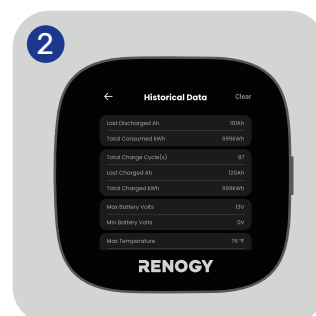 2
← Historical Data Clear
Last Discharged Ah 101Ah
Total Consumed kWh 999kWh
Total Charge Cycle(s) 87
Last Charged Ah 120Ah
Total Charged kWh 999kWh
Max Battery Volts 13V
Min Battery Volts 0V
Max Temperature 76 °F
RENOGY